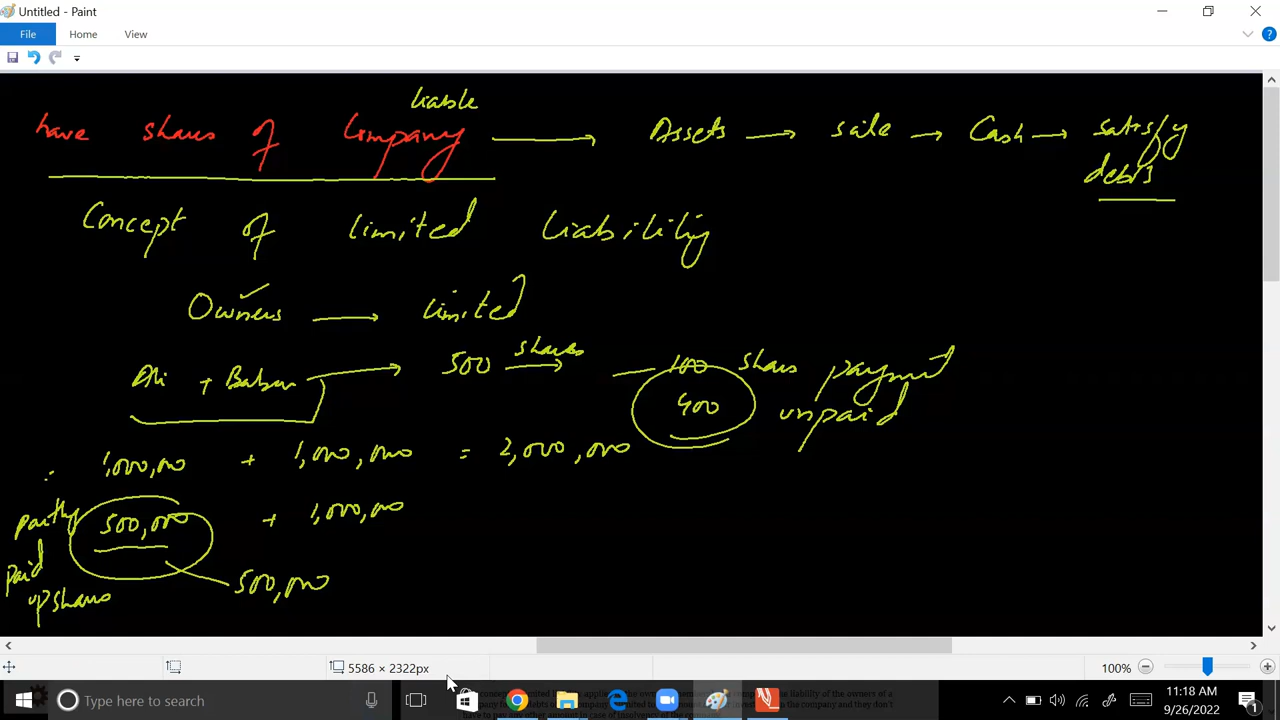 Untitled - Paint
File Home View
liable
have shares of Company → Assets → sale → Cash → satisfy
debts
Concept of limited liability
Owners → limited
Ali + Babar → 500 shares → 100 share payment
400 unpaid
1,000,000 + 1,000,000 = 2,000,000
partly 500,000 + 1,000,000
paid 500,000
up shares
5586 × 2322px 100%
Type here to search
11:18 AM
9/26/2022